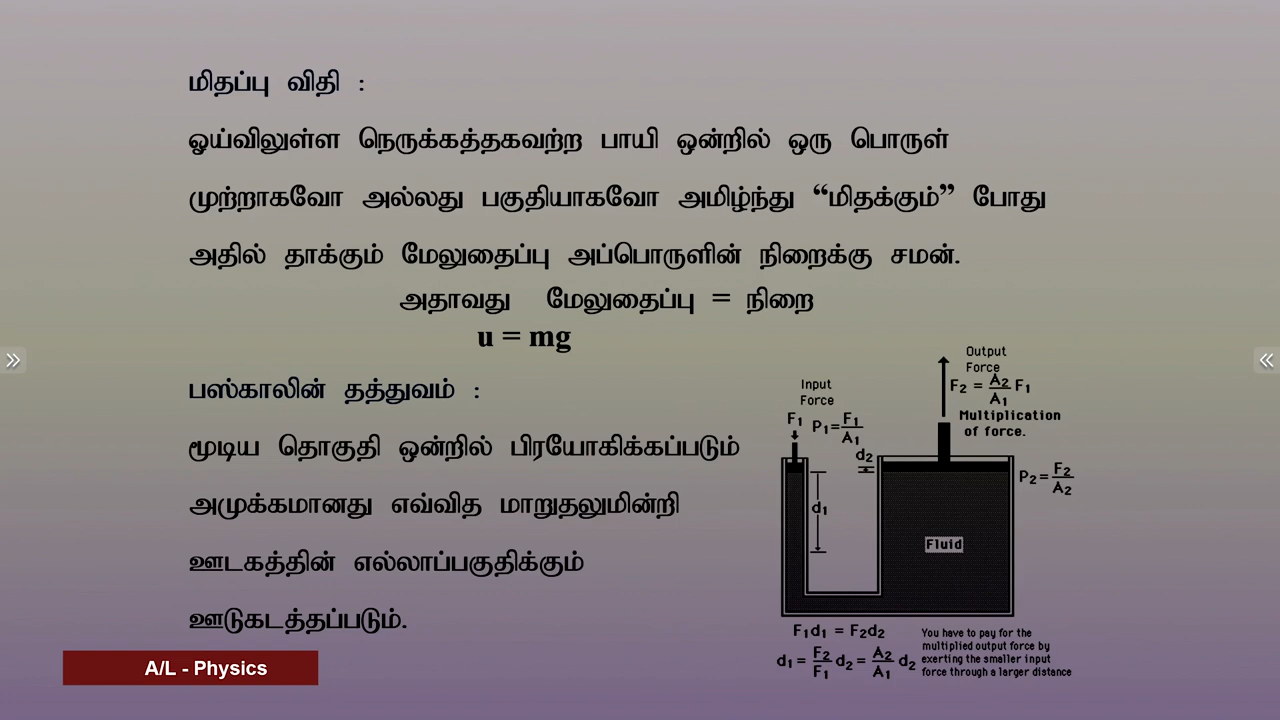 மிதப்பு விதி :
ஓய்விலுள்ள நெருக்கத்தகவற்ற பாயி ஒன்றில் ஒரு பொருள்
முற்றாகவோ அல்லது பகுதியாகவோ அமிழ்ந்து “மிதக்கும்” போது
அதில் தாக்கும் மேலுதைப்பு அப்பொருளின் நிறைக்கு சமன்.
அதாவது மேலுதைப்பு = நிறை
u = mg
பஸ்காலின் தத்துவம் :
மூடிய தொகுதி ஒன்றில் பிரயோகிக்கப்படும்
அமுக்கமானது எவ்வித மாறுதலுமின்றி
ஊடகத்தின் எல்லாப்பகுதிக்கும்
ஊடுகடத்தப்படும்.
Input
Force
F₁
P₁ = F₁/A₁
Output
Force
F₂ = A₂/A₁ F₁
Multiplication
of force.
d₂
P₂ = F₂/A₂
d₁
Fluid
F₁d₁ = F₂d₂
d₁ = F₂/F₁ d₂ = A₂/A₁ d₂
You have to pay for the
multiplied output force by
exerting the smaller input
force through a larger distance
A/L - Physics